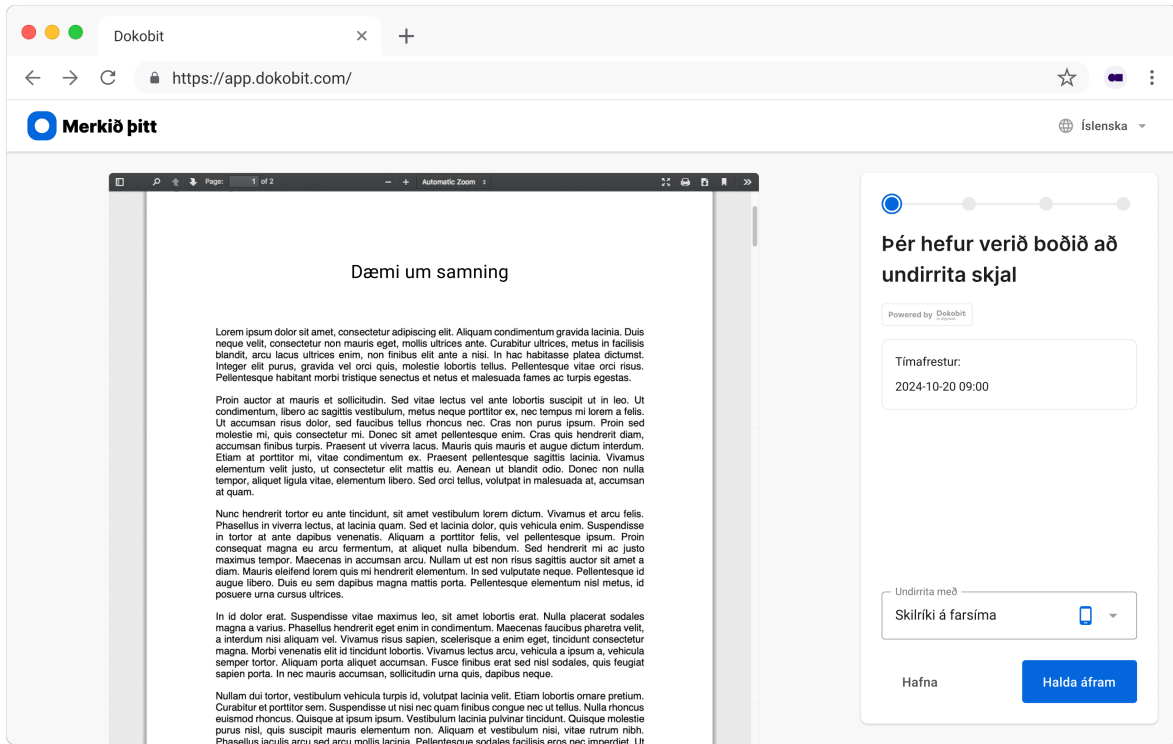 Dokobit
https://app.dokobit.com/
Merkið þitt
Íslenska
Page: 1 of 2
Automatic Zoom
Dæmi um samning
Lorem ipsum dolor sit amet, consectetur adipiscing elit. Aliquam condimentum gravida lacinia. Duis
neque velit, consectetur non mauris eget, mollis ultrices ante. Curabitur ultrices, metus in facilisis
blandit, arcu lacus ultrices enim, non finibus elit ante a nisi. In hac habitasse platea dictumst.
Integer elit purus, gravida vel orci quis, molestie lobortis tellus. Pellentesque vitae orci risus.
Pellentesque habitant morbi tristique senectus et netus et malesuada fames ac turpis egestas.
Proin auctor at mauris et sollicitudin. Sed vitae lectus vel ante lobortis suscipit ut in leo. Ut
condimentum, libero ac sagittis vestibulum, metus neque porttitor ex, nec tempus mi lorem a felis.
Ut accumsan risus dolor, sed faucibus tellus rhoncus nec. Cras non purus ipsum. Proin sed
molestie mi, quis consectetur mi. Donec sit amet pellentesque enim. Cras quis hendrerit diam,
accumsan finibus turpis. Praesent ut viverra lacus. Mauris quis mauris et augue dictum interdum.
Etiam at porttitor mi, vitae condimentum ex. Praesent pellentesque sagittis lacinia. Vivamus
elementum velit justo, ut consectetur elit mattis eu. Aenean ut blandit odio. Donec non nulla
tempor, aliquet ligula vitae, elementum libero. Sed orci tellus, volutpat in malesuada at, accumsan
at quam.
Nunc hendrerit tortor eu ante tincidunt, sit amet vestibulum lorem dictum. Vivamus et arcu felis.
Phasellus in viverra lectus, at lacinia quam. Sed et lacinia dolor, quis vehicula enim. Suspendisse
in tortor at ante dapibus venenatis. Aliquam a porttitor felis, vel pellentesque ipsum. Proin
consequat magna eu arcu fermentum, at aliquet nulla bibendum. Sed hendrerit mi ac justo
maximus tempor. Maecenas in accumsan arcu. Nullam ut est non risus sagittis auctor sit amet a
diam. Mauris eleifend lorem quis mi hendrerit elementum. In sed vulputate neque. Pellentesque id
augue libero. Duis eu sem dapibus magna mattis porta. Pellentesque elementum nisl metus, id
posuere urna cursus ultrices.
In id dolor erat. Suspendisse vitae maximus leo, sit amet lobortis erat. Nulla placerat sodales
magna a varius. Phasellus hendrerit eget enim in condimentum. Maecenas faucibus pharetra velit,
a interdum nisi aliquam vel. Vivamus risus sapien, scelerisque a enim eget, tincidunt consectetur
magna. Morbi venenatis elit id tincidunt lobortis. Vivamus lectus arcu, vehicula a ipsum a, vehicula
semper tortor. Aliquam porta aliquet accumsan. Fusce finibus erat sed nisl sodales, quis feugiat
sapien porta. In nec mauris accumsan, sollicitudin urna quis, dapibus neque.
Nullam dui tortor, vestibulum vehicula turpis id, volutpat lacinia velit. Etiam lobortis ornare pretium.
Curabitur et porttitor sem. Suspendisse ut nisi nec quam finibus congue nec ut tellus. Nulla rhoncus
euismod rhoncus. Quisque at ipsum ipsum. Vestibulum lacinia pulvinar tincidunt. Quisque molestie
purus nisl, quis suscipit mauris elementum non. Aliquam et vestibulum nisi, vitae rutrum nibh.
Phasellus iaculis arcu sed arcu mollis lacinia. Pellentesque sodales facilisis eros nec imperdiet. Ut
Þér hefur verið boðið að
undirrita skjal
Powered by Dokobit
Tímafrestur:
2024-10-20 09:00
Undirrita með
Skilríki á farsíma
Hafna
Halda áfram